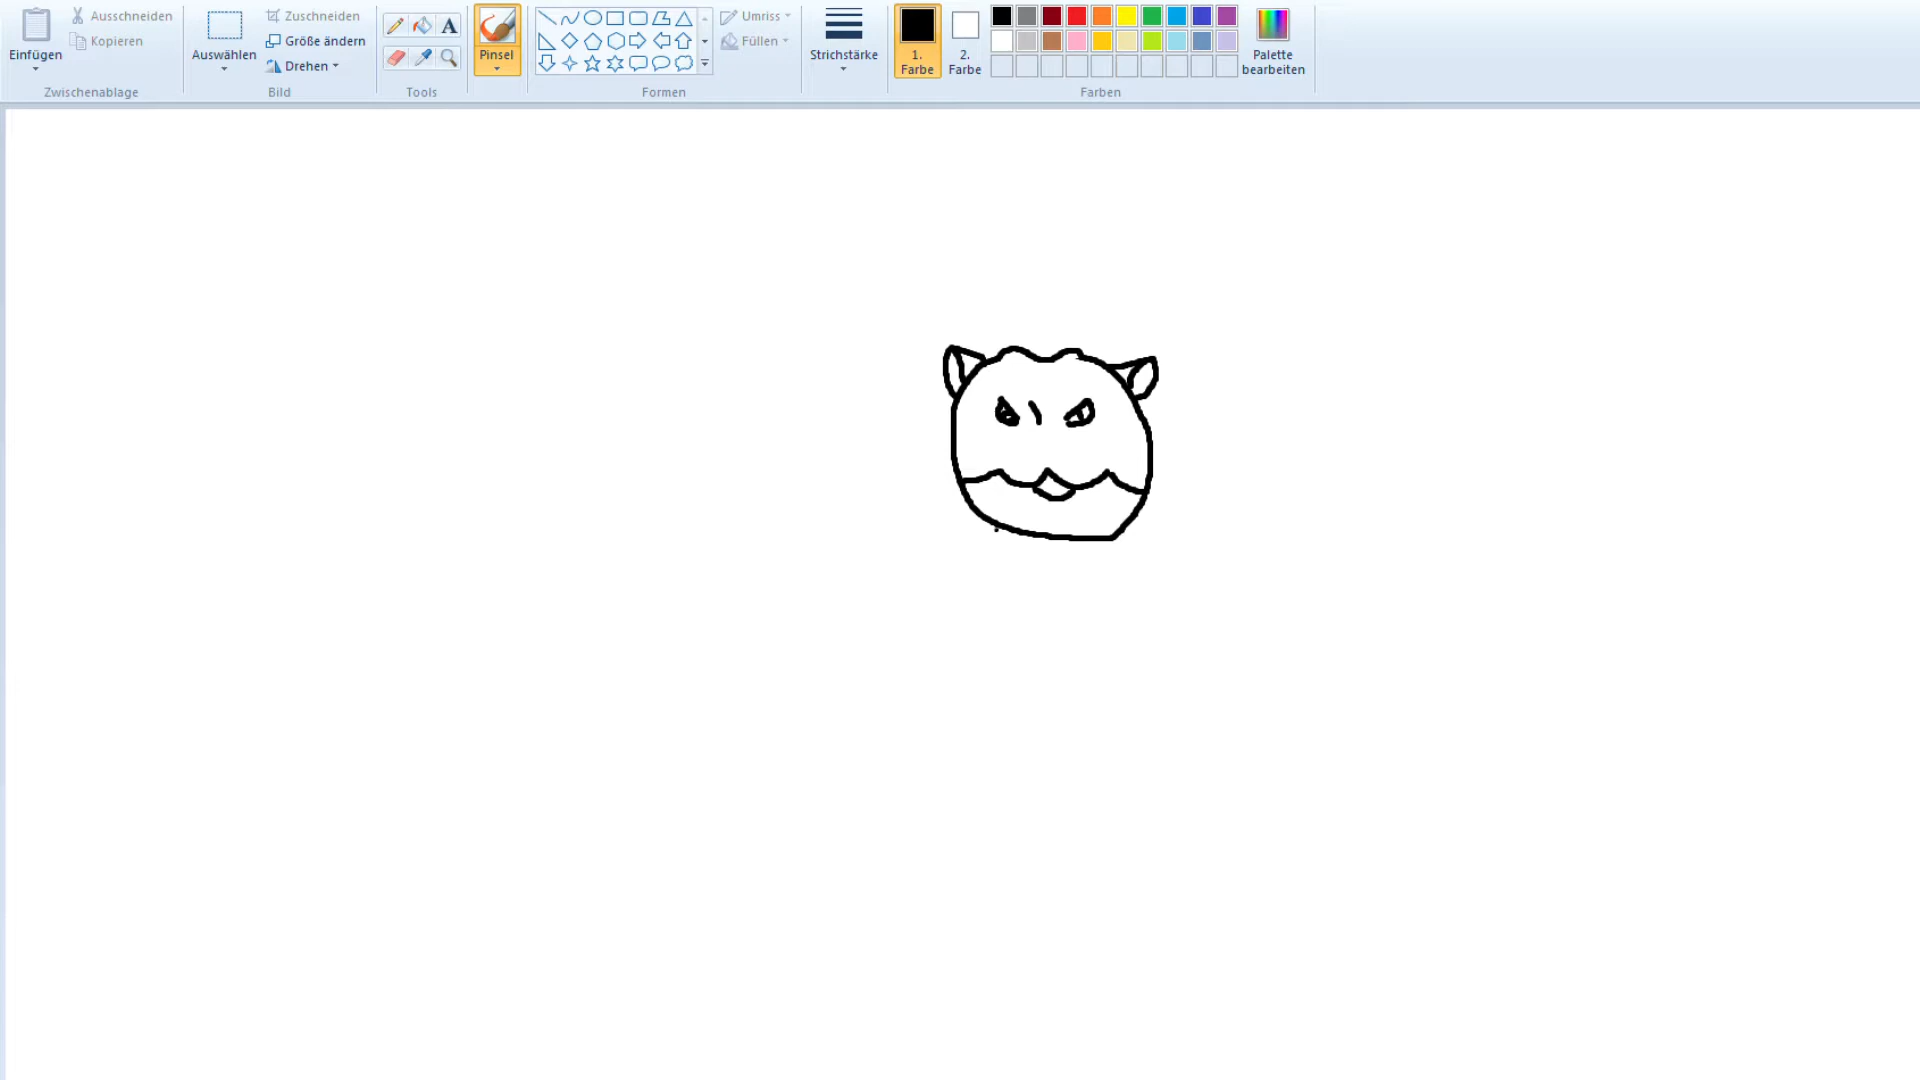 Einfügen
Ausschneiden
Kopieren
Zwischenablage
Auswählen
Zuschneiden
Größe ändern
Drehen
Bild
A
Tools
Pinsel
Formen
Umriss
Füllen
Strichstärke
1.
Farbe
2.
Farbe
Farben
Palette
bearbeiten